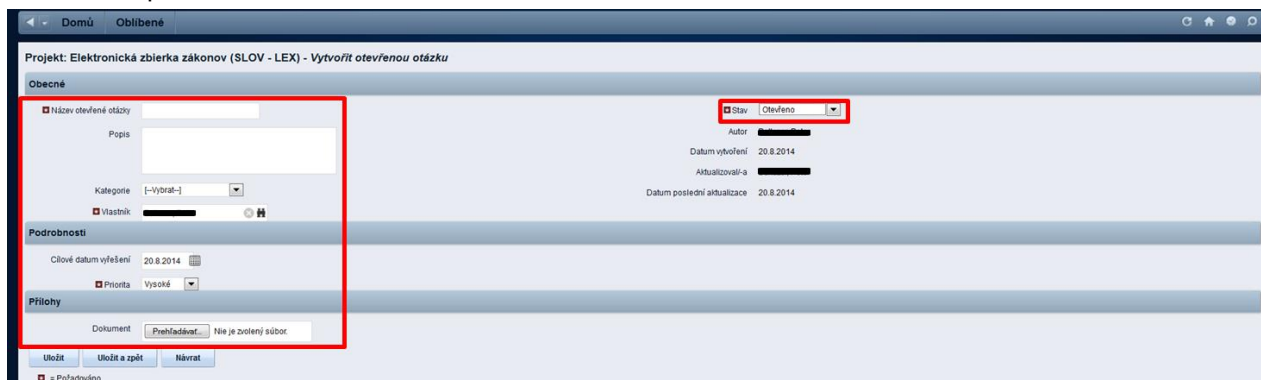 Domů Oblíbené
Projekt: Elektronická zbierka zákonov (SLOV - LEX) - Vytvořit otevřenou otázku
Obecné
Název otevřené otázky
Stav Otevřeno
Popis
Autor
Datum vytvoření 20.8.2014
Aktualizoval/-a
Kategorie [--Vybrat--]
Datum poslední aktualizace 20.8.2014
Vlastník
Podrobnosti
Cílové datum vyřešení 20.8.2014
Priorita Vysoké
Přílohy
Dokument Prehľadávať... Nie je zvolený súbor.
Uložit Uložit a zpět Návrat
= Požadováno